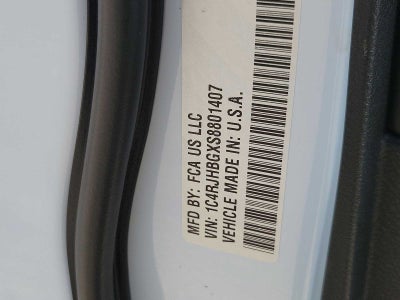 MFD BY: FCA US LLC
VIN: 1C4RJHBGXS8801407
VEHICLE MADE IN: U.S.A.